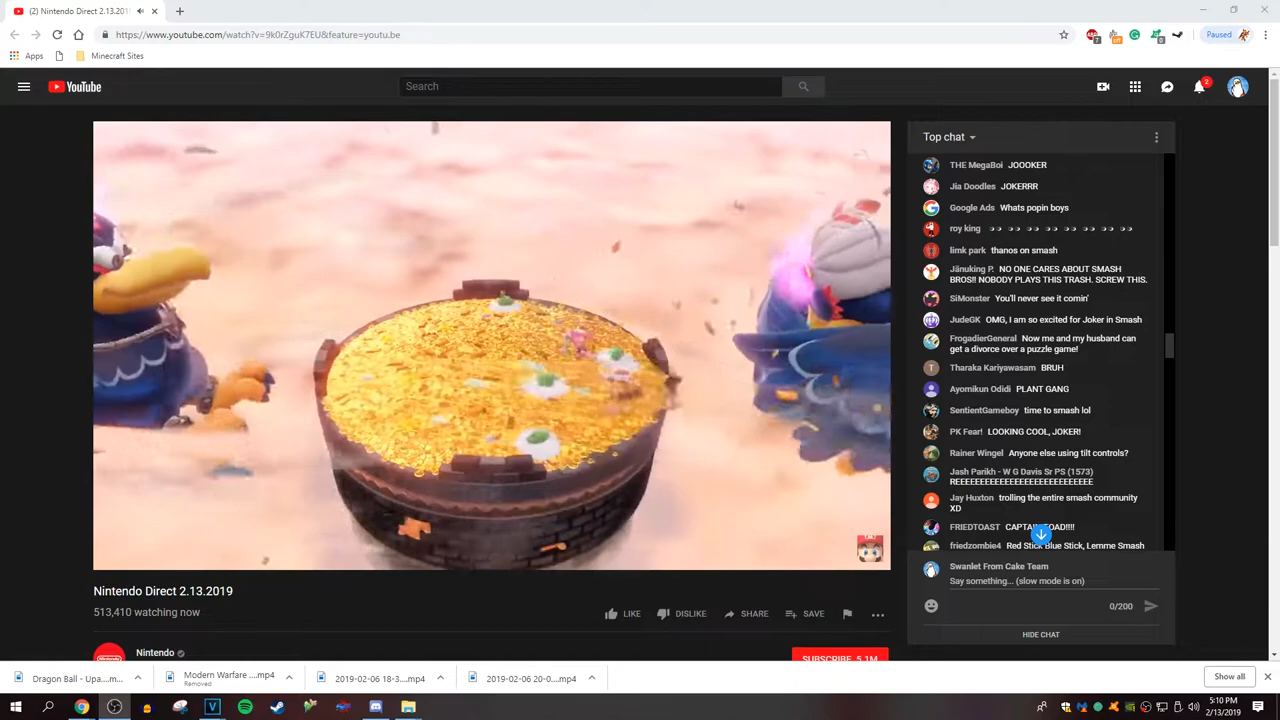 (2) Nintendo Direct 2.13.2019
https://www.youtube.com/watch?v=9k0rZguK7EU&feature=youtu.be
7
off
0
Paused
Apps
Minecraft Sites
YouTube
Search
2
Top chat
THE MegaBoi JOOOKER
Jia Doodles JOKERRR
Google Ads Whats popin boys
roy king
limk park thanos on smash
Jänuking P. NO ONE CARES ABOUT SMASH
BROS!! NOBODY PLAYS THIS TRASH. SCREW THIS.
SiMonster You'll never see it comin'
JudeGK OMG, I am so excited for Joker in Smash
FrogadierGeneral Now me and my husband can
get a divorce over a puzzle game!
T
Tharaka Kariyawasam BRUH
Ayomikun Odidi PLANT GANG
SentientGameboy time to smash lol
PK Fear! LOOKING COOL, JOKER!
Rainer Wingel Anyone else using tilt controls?
Jash Parikh - W G Davis Sr PS (1573)
REEEEEEEEEEEEEEEEEEEEEEEEEEE
Jay Huxton trolling the entire smash community
XD
FRIEDTOAST CAPTAIN TOAD!!!!
friedzombie4 Red Stick Blue Stick, Lemme Smash
Swanlet From Cake Team
Say something... (slow mode is on)
0/200
HIDE CHAT
Nintendo Direct 2.13.2019
513,410 watching now
LIKE
DISLIKE
SHARE
SAVE
Nintendo
SUBSCRIBE 5.1M
Dragon Ball - Upa....mp4
Modern Warfare ....mp4
Removed
2019-02-06 18-3....mp4
2019-02-06 20-0....mp4
Show all
5:10 PM
2/13/2019